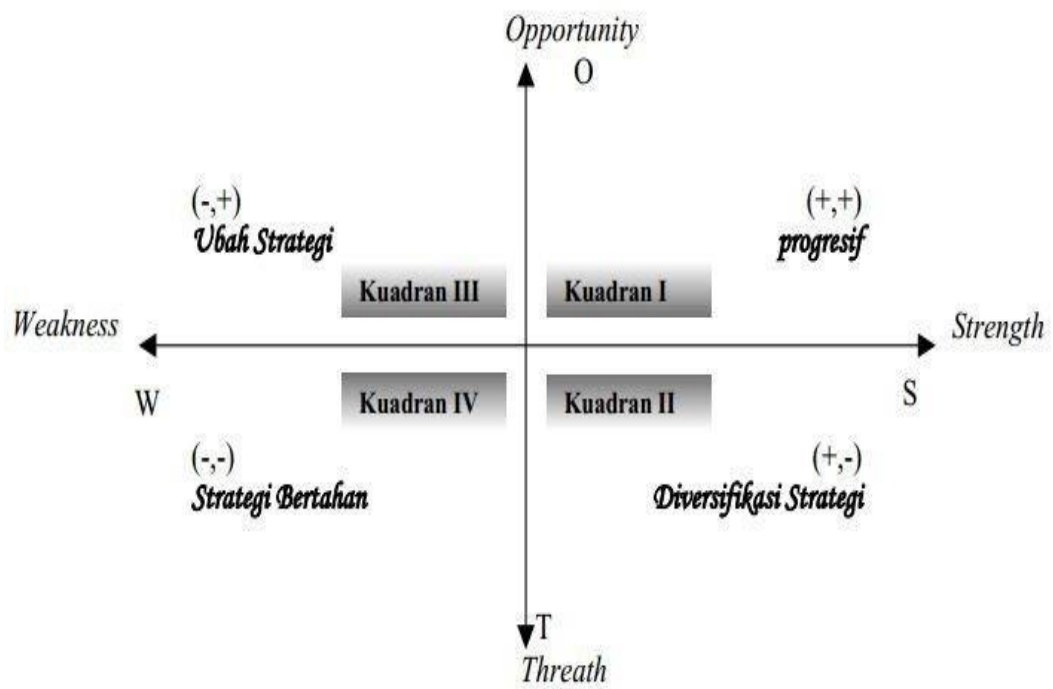 Opportunity
O
(-,+)
Ubah Strategi
(+,+)
progresif
Kuadran III
Kuadran I
Weakness
Strength
W
S
Kuadran IV
Kuadran II
(-,-)
Strategi Bertahan
(+,-)
Diversifikasi Strategi
T
Threath